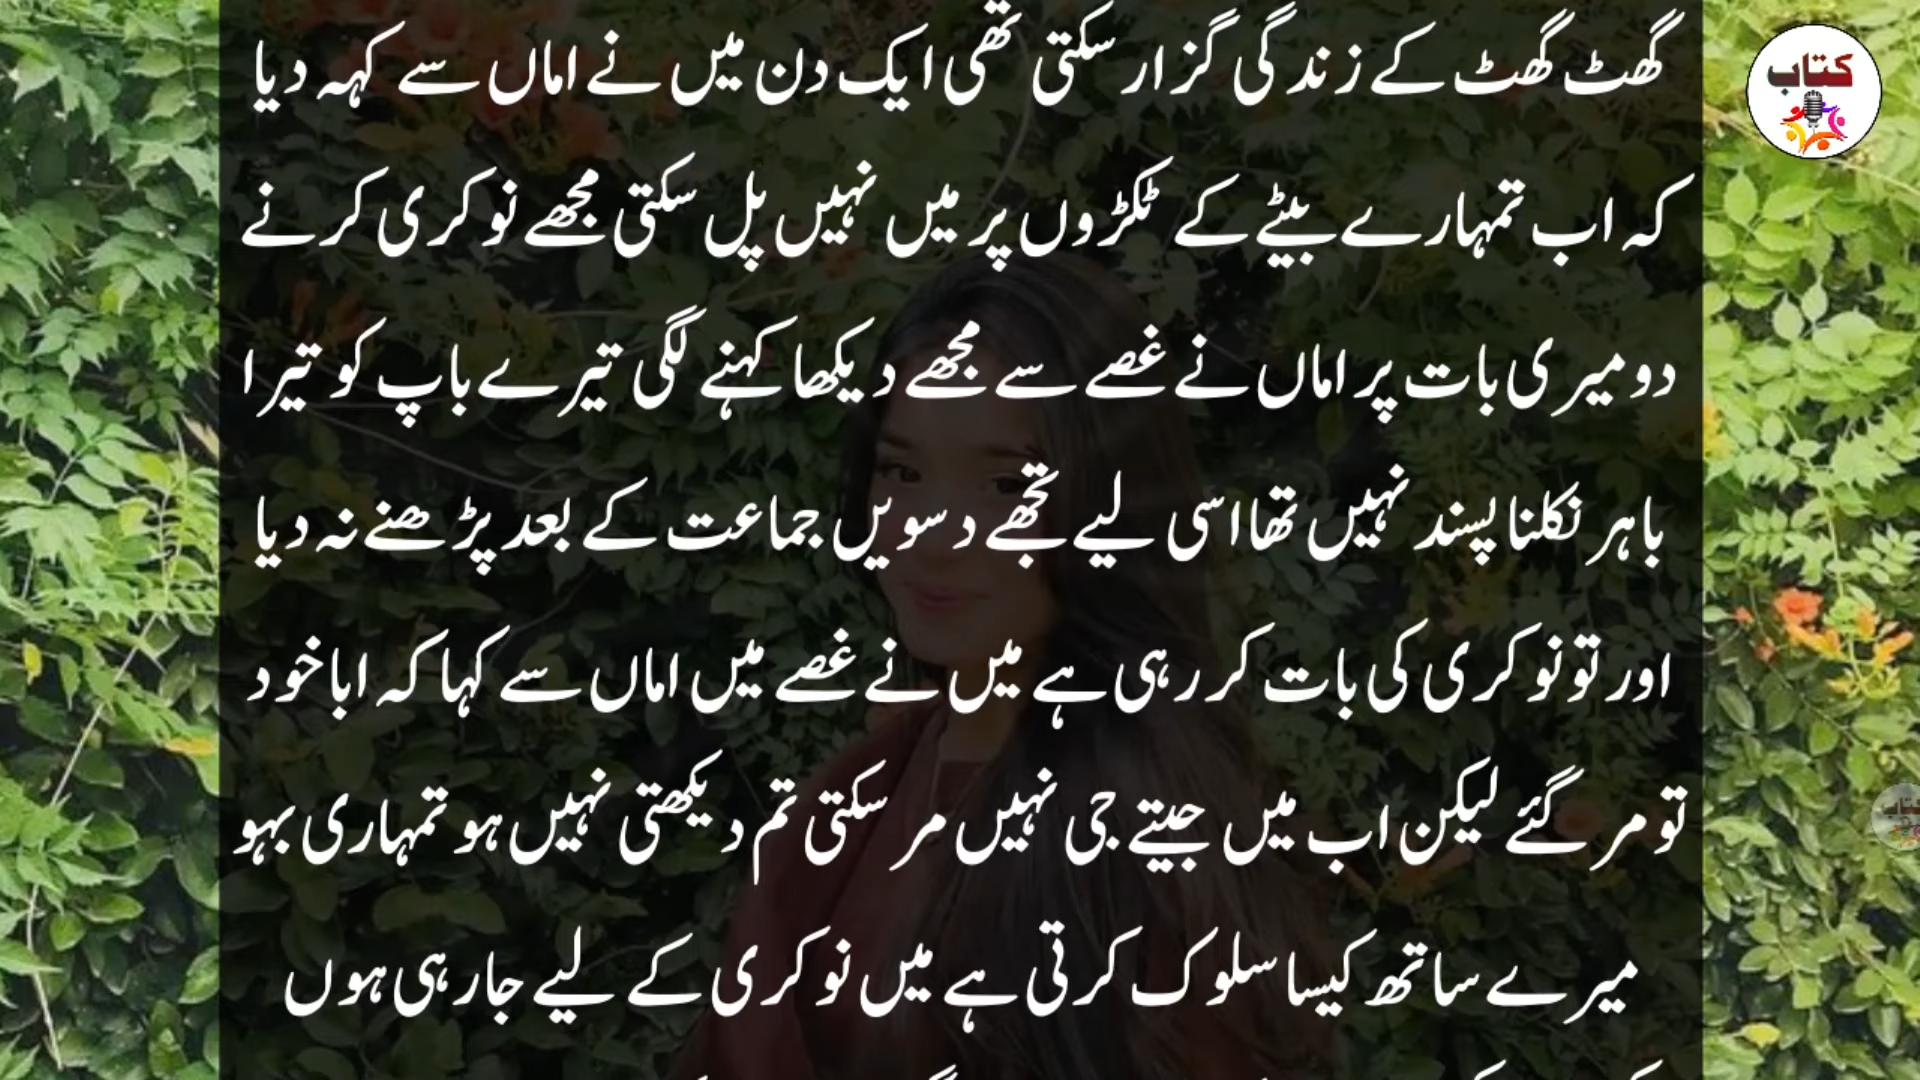 گھٹ گھٹ کے زندگی گزار سکتی تھی ایک دن میں نے اماں سے کہہ دیا
کہ اب تمہارے بیٹے کے ٹکڑوں پر میں نہیں پل سکتی مجھے نوکری کرنے
دو میری بات پر اماں نے غصے سے مجھے دیکھا کہنے لگی تیرے باپ کو تیرا
باہر نکلنا پسند نہیں تھا اسی لیے تجھے دسویں جماعت کے بعد پڑھنے نہ دیا
اور تو نوکری کی بات کر رہی ہے میں نے غصے میں اماں سے کہا کہ ابا خود
تو مر گئے لیکن اب میں جیتے جی نہیں مر سکتی تم دیکھتی نہیں ہو تمہاری بہو
میرے ساتھ کیسا سلوک کرتی ہے میں نوکری کے لیے جا رہی ہوں
کتاب
کتاب